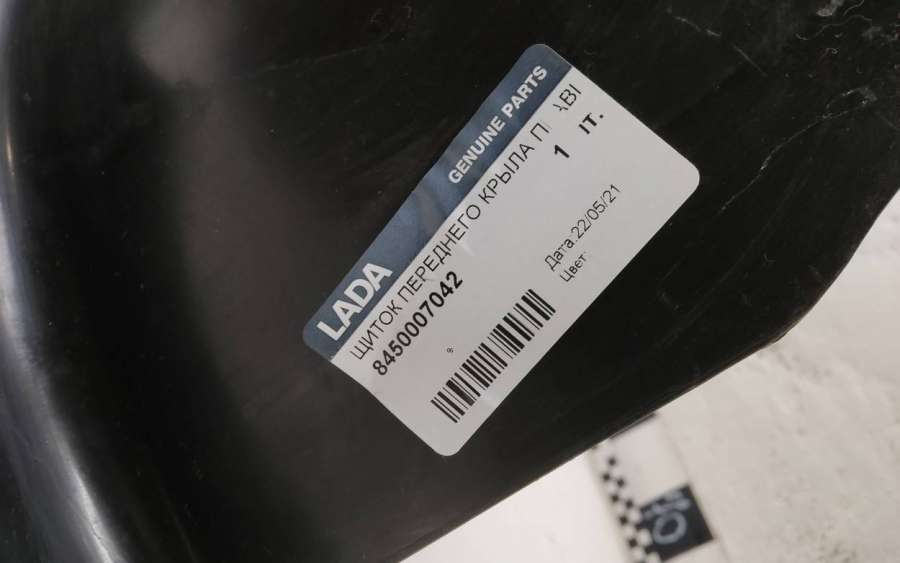 LADA GENUINE PARTS
ЩИТОК ПЕРЕДНЕГО КРЫЛА
8450007042
1
Дата:22/05/21
Цвет: